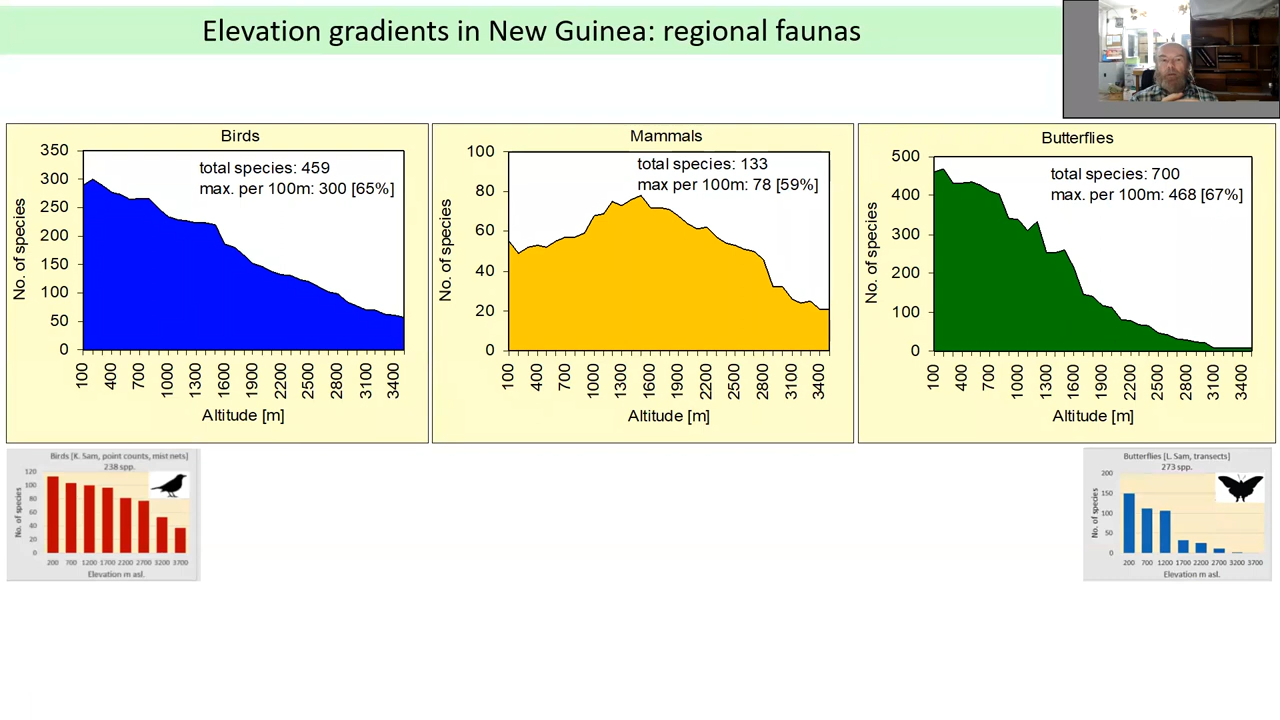 Elevation gradients in New Guinea: regional faunas
Birds
total species: 459
max. per 100m: 300 [65%]
No. of species
350
300
250
200
150
100
50
0
100 400 700 1000 1300 1600 1900 2200 2500 2800 3100 3400
Altitude [m]
Mammals
total species: 133
max per 100m: 78 [59%]
No. of species
100
80
60
40
20
0
100 400 700 1000 1300 1600 1900 2200 2500 2800 3100 3400
Altitude [m]
Butterflies
total species: 700
max. per 100m: 468 [67%]
No. of species
500
400
300
200
100
0
100 400 700 1000 1300 1600 1900 2200 2500 2800 3100 3400
Altitude [m]
Birds [K. Sam, point counts, mist nets]
238 spp.
No. of species
120
100
80
60
40
20
0
200 700 1200 1700 2200 2700 3200 3700
Elevation m asl.
Butterflies [L. Sam, transects]
273 spp.
No. of species
200
150
100
50
0
200 700 1200 1700 2200 2700 3200 3700
Elevation m asl.